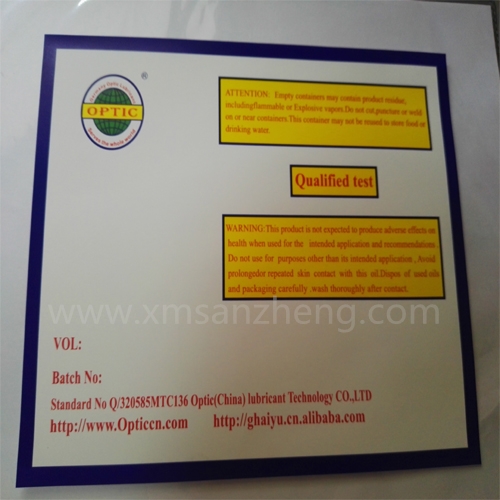 OPTIC
®
ATTENTION: Empty containers may contain product residue,
includingflammable or Explosive vapors.Do not cut,puncture or weld
on or near containers.This container may not be reused to store food or
drinking water.
Qualified test
WARNING:This product is not expected to produce adverse effects on
health when used for the intended application and recommendations .
Do not use for purposes other than its intended application , Avoid
prolongedor repeated skin contact with this oil.Dispos of used oils
and packaging carefully .wash thoroughly after contact.
www.xmsanzheng.com
VOL:
Batch No:
Standard No Q/320585MTC136 Optic(China) lubricant Technology CO.,LTD
http://www.Opticcn.com http://ghaiyu.cn.alibaba.com